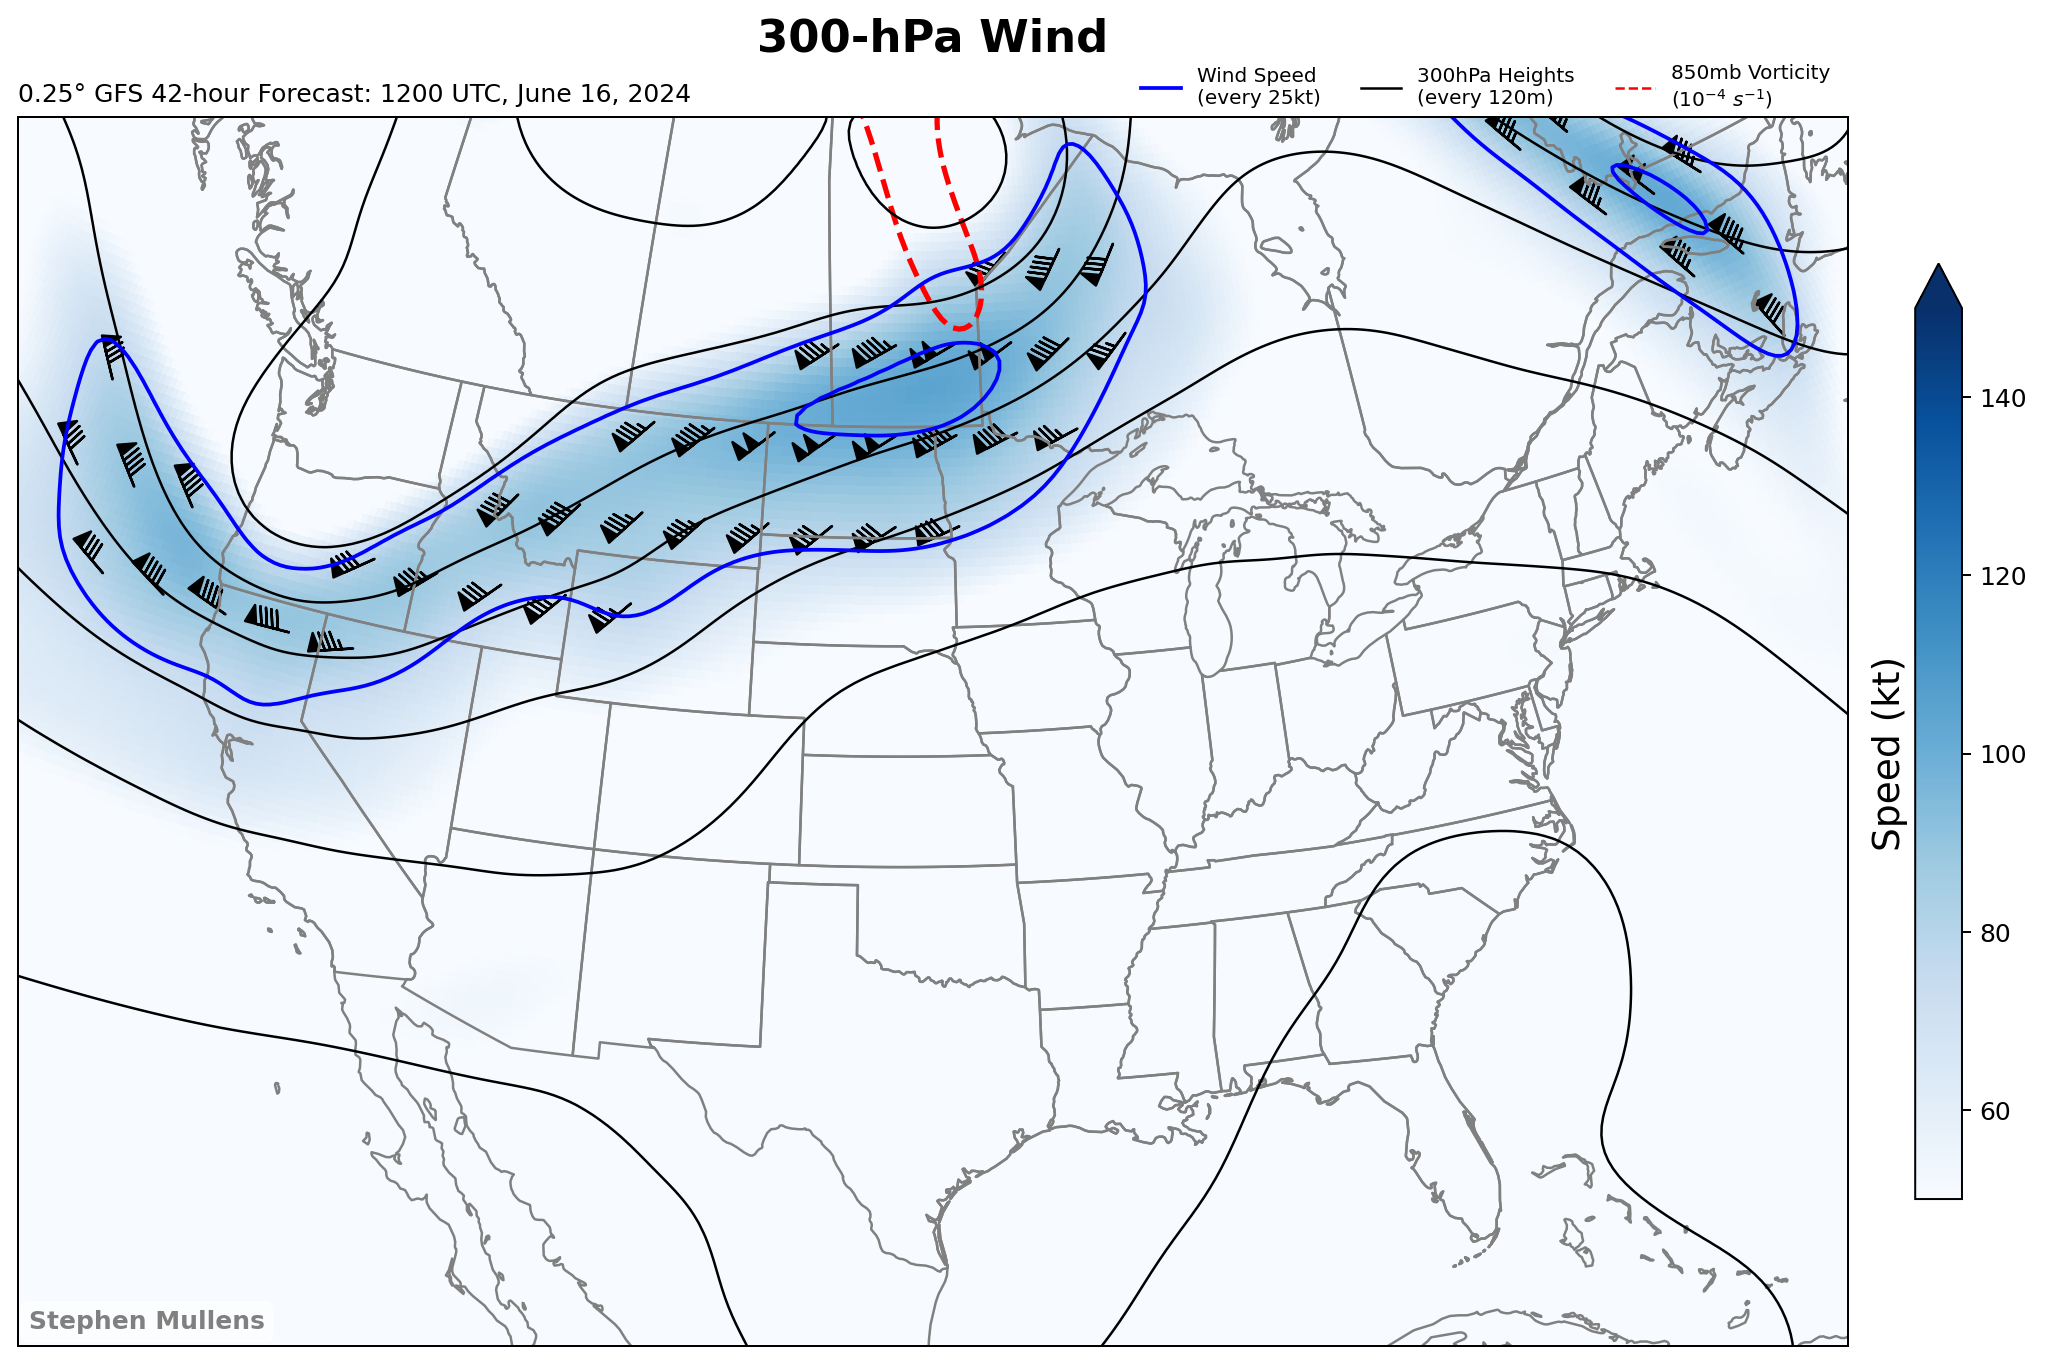 300-hPa Wind
0.25° GFS 42-hour Forecast: 1200 UTC, June 16, 2024
Wind Speed
(every 25kt)
300hPa Heights
(every 120m)
850mb Vorticity
(10⁻⁴ s⁻¹)
140
120
100
80
60
Speed (kt)
Stephen Mullens